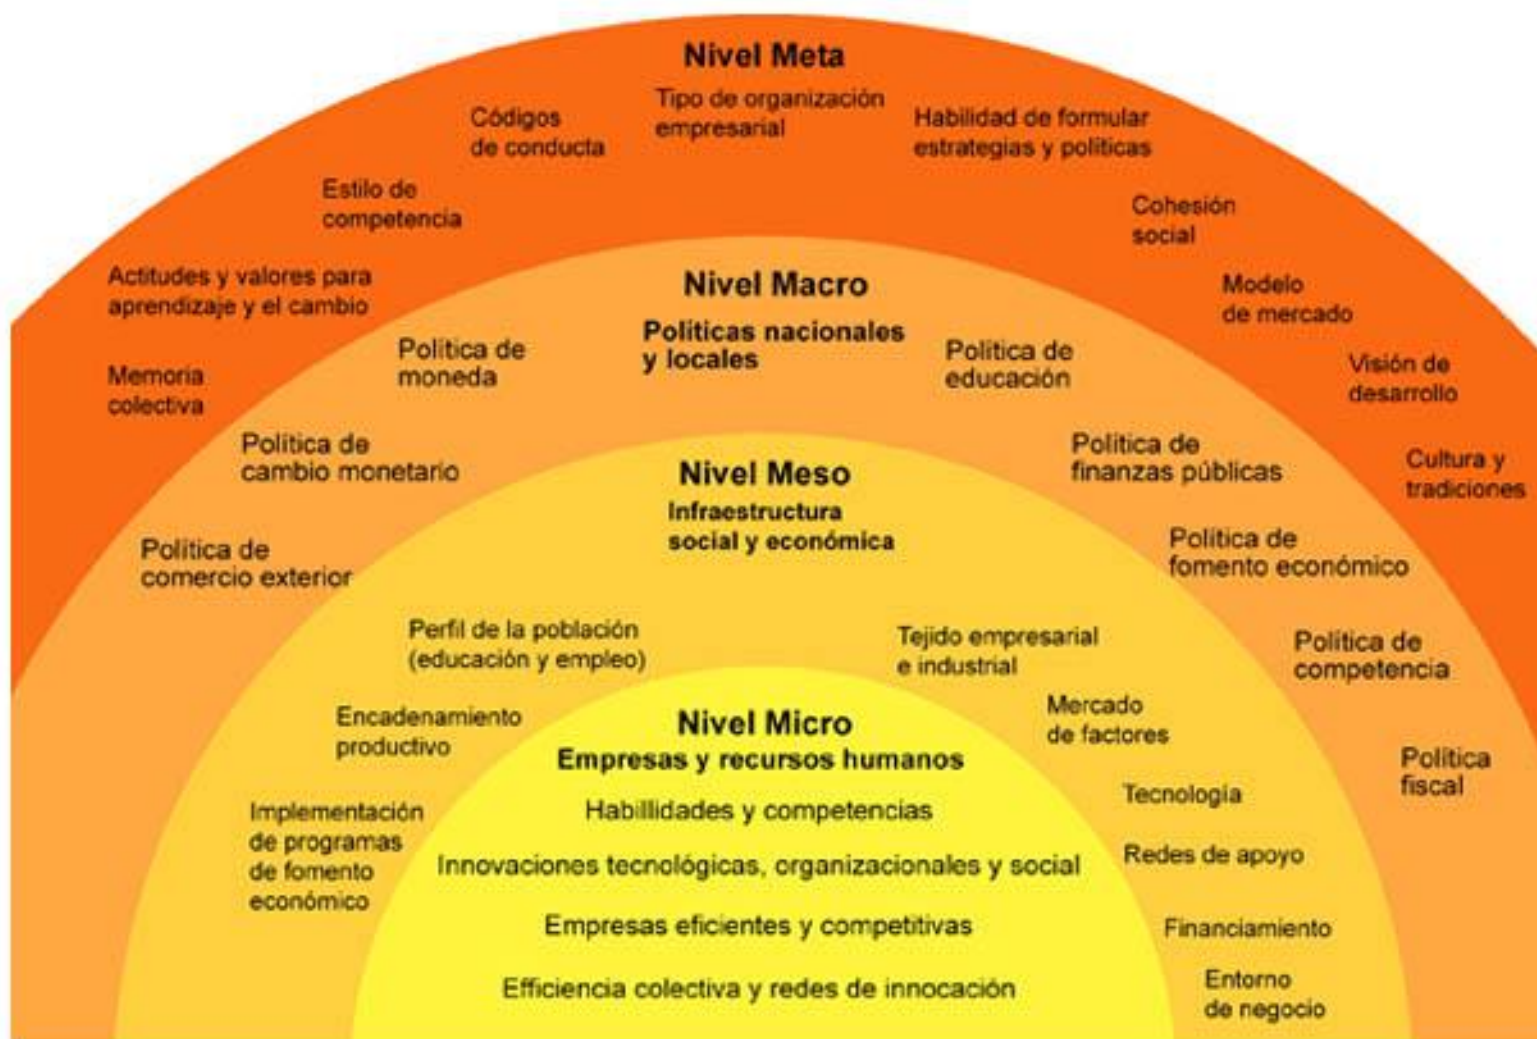 Nivel Meta
Tipo de organización
empresarial
Códigos
de conducta
Habilidad de formular
estrategias y políticas
Estilo de
competencia
Cohesión
social
Actitudes y valores para
aprendizaje y el cambio
Modelo
de mercado
Memoria
colectiva
Visión de
desarrollo
Cultura y
tradiciones
Nivel Macro
Políticas nacionales
y locales
Política de
moneda
Política de
educación
Política de
cambio monetario
Política de
finanzas públicas
Política de
comercio exterior
Política de
fomento económico
Política de
competencia
Política
fiscal
Nivel Meso
Infraestructura
social y económica
Perfil de la población
(educación y empleo)
Tejido empresarial
e industrial
Encadenamiento
productivo
Mercado
de factores
Implementación
de programas
de fomento
económico
Tecnología
Redes de apoyo
Financiamiento
Entorno
de negocio
Nivel Micro
Empresas y recursos humanos
Habillidades y competencias
Innovaciones tecnológicas, organizacionales y social
Empresas eficientes y competitivas
Efficiencia colectiva y redes de innocación